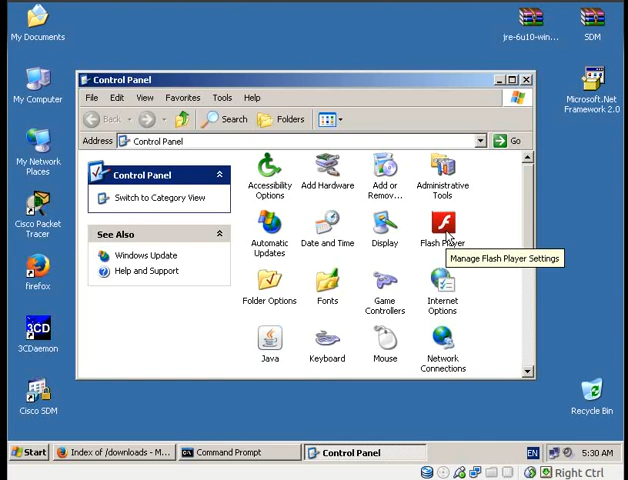 My Documents
jre-6u10-win...
SDM
My Computer
Microsoft.Net
Framework 2.0
My Network
Places
Cisco Packet
Tracer
firefox
3CD
3CDaemon
Cisco SDM
Recycle Bin
Control Panel
File Edit View Favorites Tools Help
Back Search Folders
Address Control Panel Go
Control Panel
Switch to Category View
See Also
Windows Update
Help and Support
Accessibility
Options
Add Hardware
Add or
Remov...
Administrative
Tools
Automatic
Updates
Date and Time
Display
Flash Player
Manage Flash Player Settings
Folder Options
Fonts
Game
Controllers
Internet
Options
Java
Keyboard
Mouse
Network
Connections
Start Index of /downloads - M... Command Prompt Control Panel EN 5:30 AM
Right Ctrl